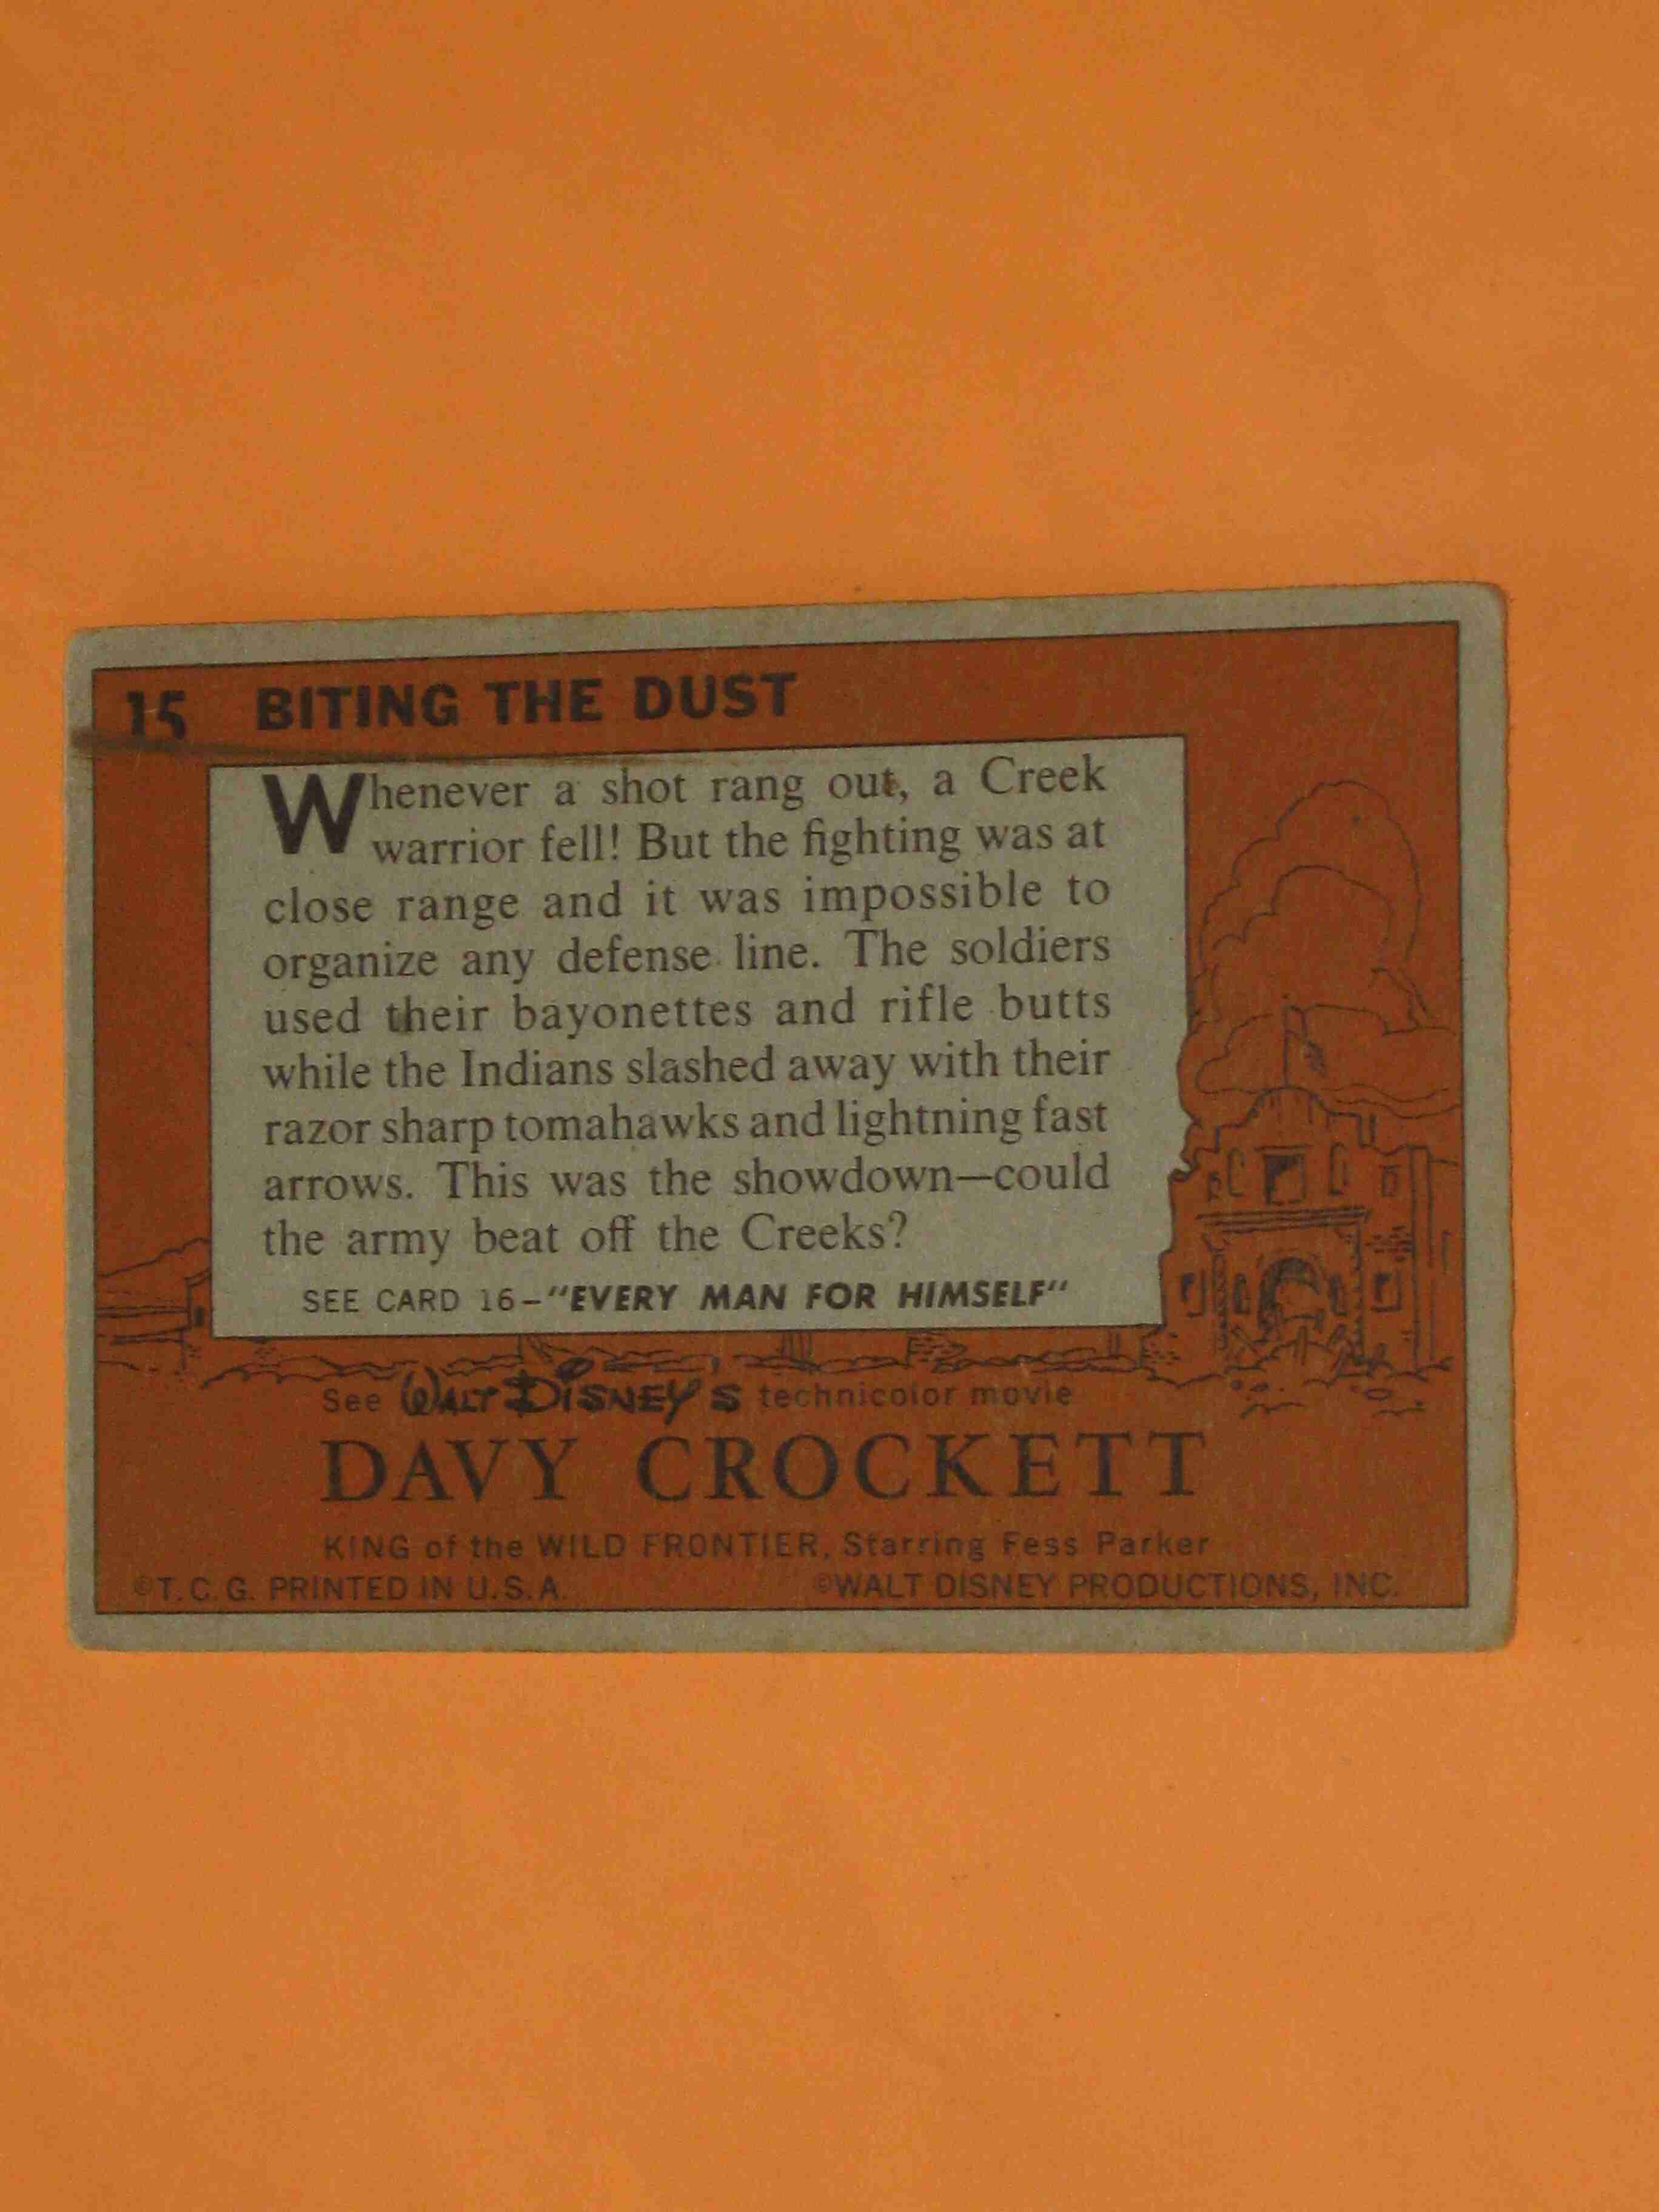 15 BITING THE DUST
Whenever a shot rang out, a Creek
warrior fell! But the fighting was at
close range and it was impossible to
organize any defense line. The soldiers
used their bayonettes and rifle butts
while the Indians slashed away with their
razor sharp tomahawks and lightning fast
arrows. This was the showdown—could
the army beat off the Creeks?
SEE CARD 16-"EVERY MAN FOR HIMSELF"
See WALT DISNEY'S technicolor movie
DAVY CROCKETT
KING of the WILD FRONTIER, Starring Fess Parker
©T.C.G. PRINTED IN U.S.A. ©WALT DISNEY PRODUCTIONS, INC.